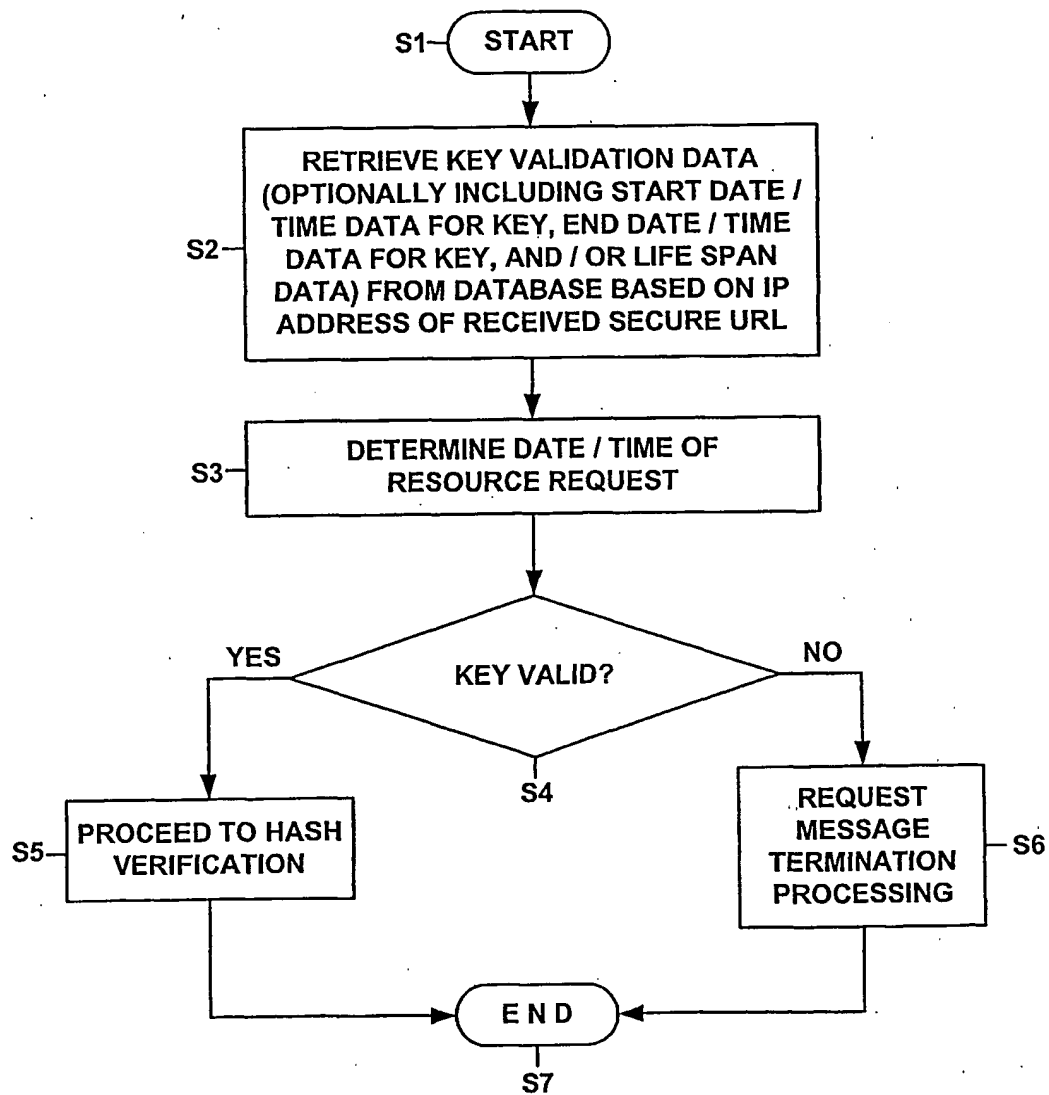 S1
START
RETRIEVE KEY VALIDATION DATA
(OPTIONALLY INCLUDING START DATE /
TIME DATA FOR KEY, END DATE / TIME
DATA FOR KEY, AND / OR LIFE SPAN
DATA) FROM DATABASE BASED ON IP
ADDRESS OF RECEIVED SECURE URL
S2
DETERMINE DATE / TIME OF
RESOURCE REQUEST
S3
YES
KEY VALID?
NO
S4
PROCEED TO HASH
VERIFICATION
S5
REQUEST
MESSAGE
TERMINATION
PROCESSING
S6
E N D
S7